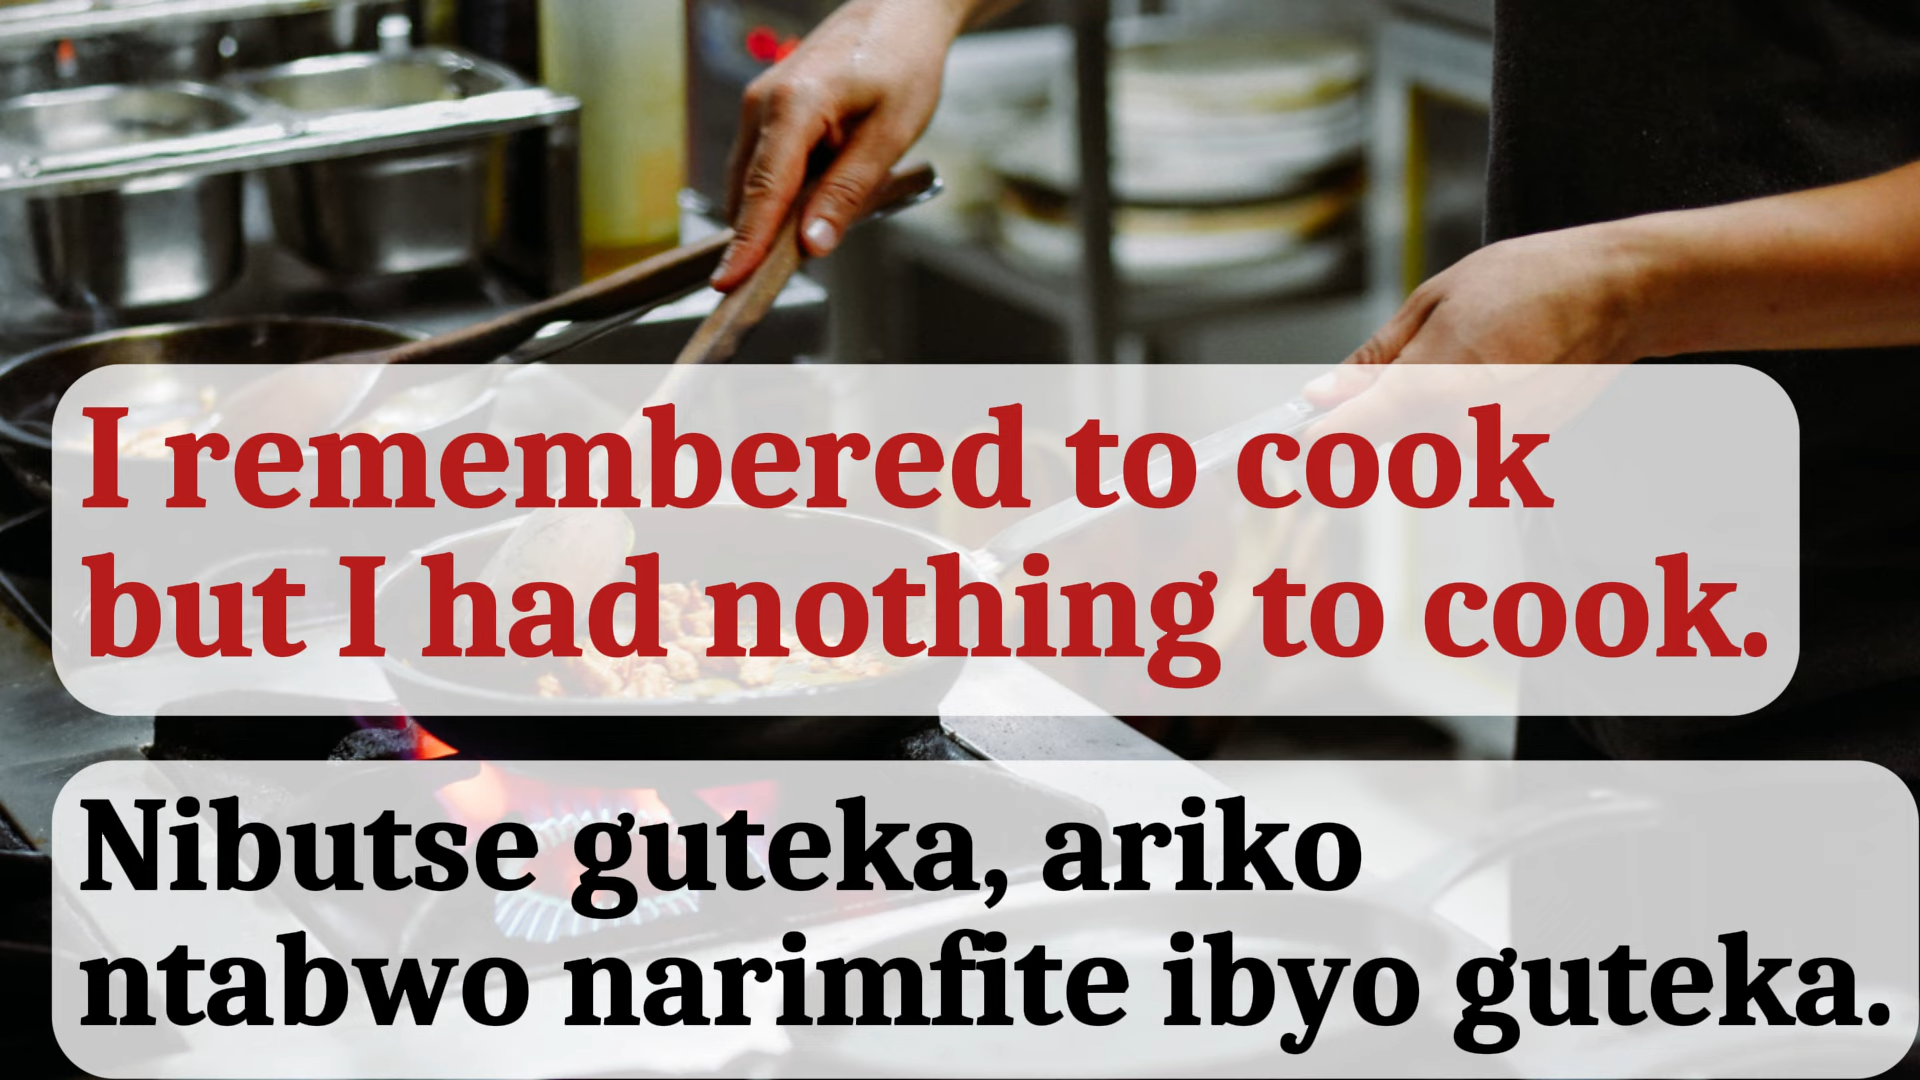 I remembered to cook
but I had nothing to cook.
Nibutse guteka, ariko
ntabwo narimfite ibyo guteka.